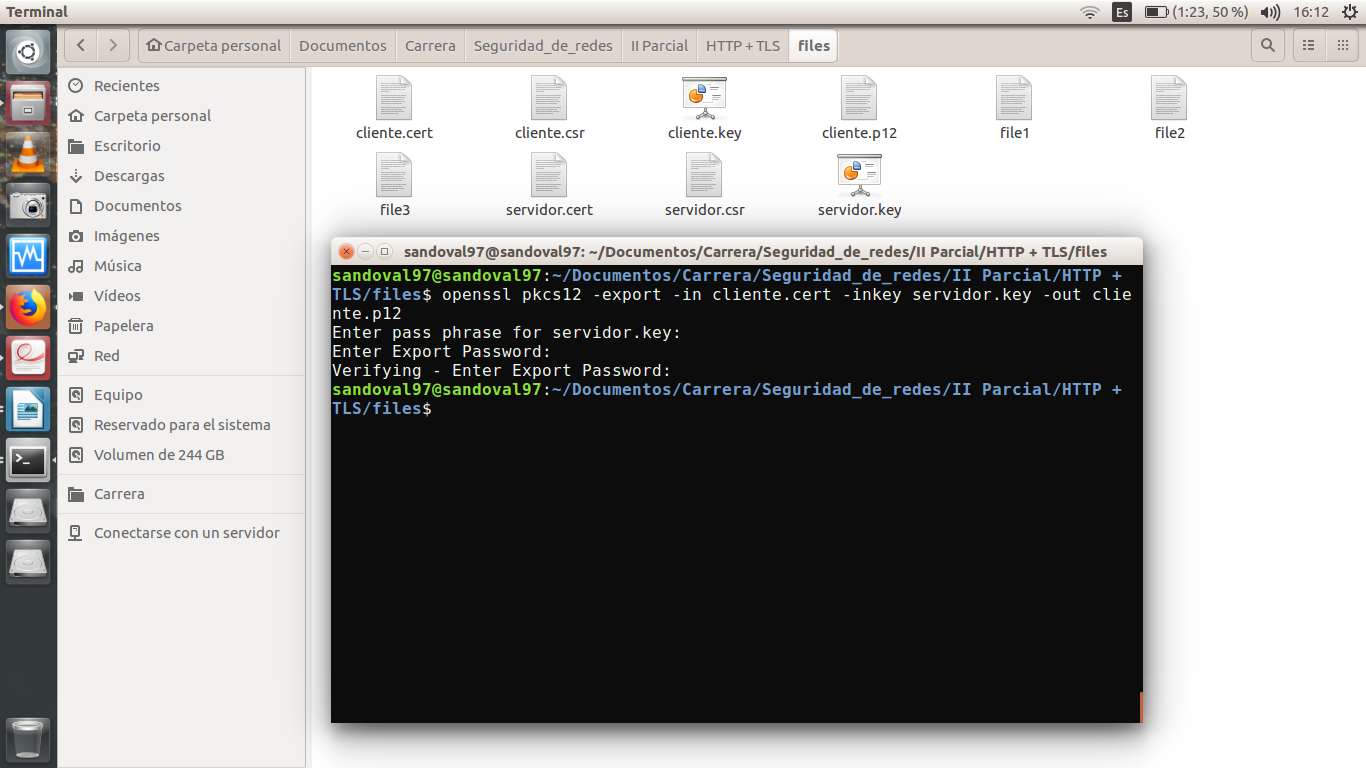 Terminal
Es
(1:23, 50 %)
16:12
Carpeta personal
Documentos
Carrera
Seguridad_de_redes
II Parcial
HTTP + TLS
files
Recientes
Carpeta personal
Escritorio
Descargas
Documentos
Imágenes
Música
Vídeos
Papelera
Red
Equipo
Reservado para el sistema
Volumen de 244 GB
Carrera
Conectarse con un servidor
cliente.cert
cliente.csr
cliente.key
cliente.p12
file1
file2
file3
servidor.cert
servidor.csr
servidor.key
sandoval97@sandoval97: ~/Documentos/Carrera/Seguridad_de_redes/II Parcial/HTTP + TLS/files
sandoval97@sandoval97:~/Documentos/Carrera/Seguridad_de_redes/II Parcial/HTTP +
TLS/files$ openssl pkcs12 -export -in cliente.cert -inkey servidor.key -out clie
nte.p12
Enter pass phrase for servidor.key:
Enter Export Password:
Verifying - Enter Export Password:
sandoval97@sandoval97:~/Documentos/Carrera/Seguridad_de_redes/II Parcial/HTTP +
TLS/files$